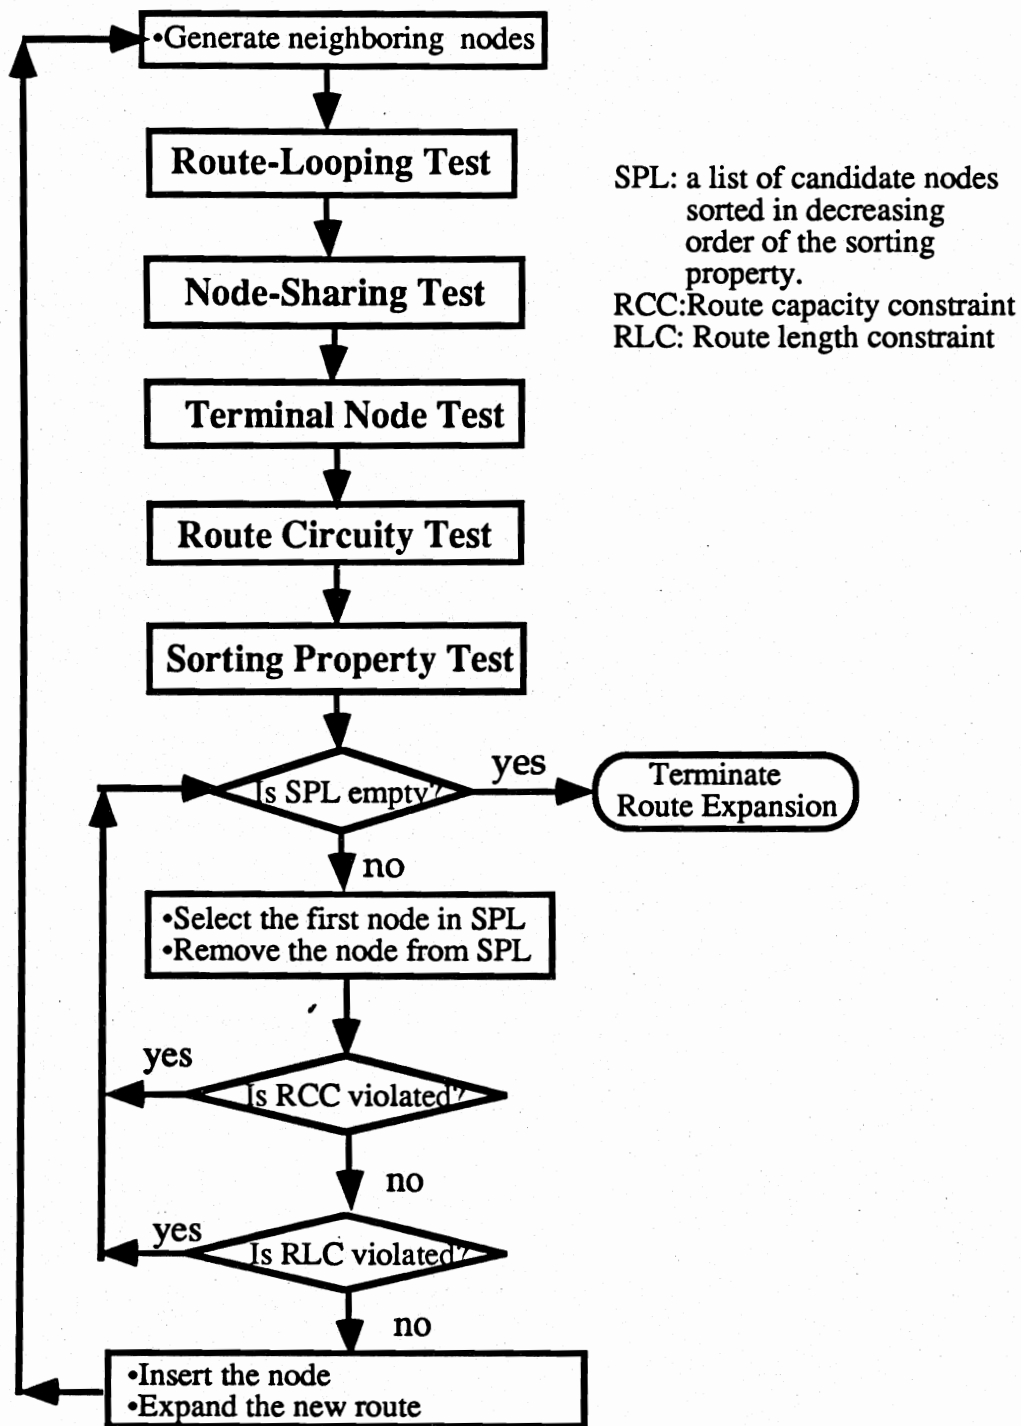 •Generate neighboring nodes
Route-Looping Test
SPL: a list of candidate nodes
sorted in decreasing
order of the sorting
property.
RCC:Route capacity constraint
RLC: Route length constraint
Node-Sharing Test
Terminal Node Test
Route Circuity Test
Sorting Property Test
Is SPL empty?
yes
Terminate
Route Expansion
no
•Select the first node in SPL
•Remove the node from SPL
yes
Is RCC violated?
no
yes
Is RLC violated?
no
•Insert the node
•Expand the new route